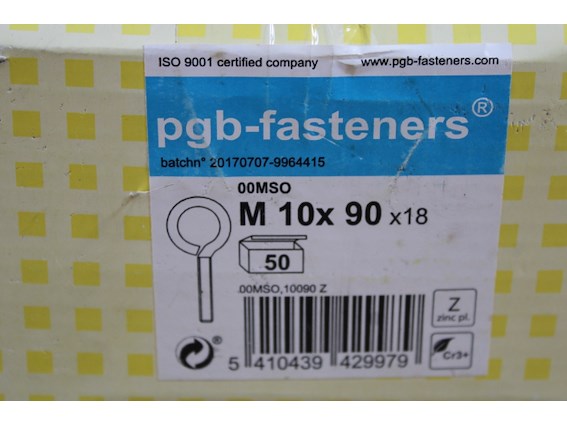 ISO 9001 certified company www.pgb-fasteners.com
pgb-fasteners®
batchn° 20170707-9964415
00MSO
M 10x 90 x18
50
00MSO,10090 Z
Z
zinc pl.
Cr3+
®
5 410439 429979